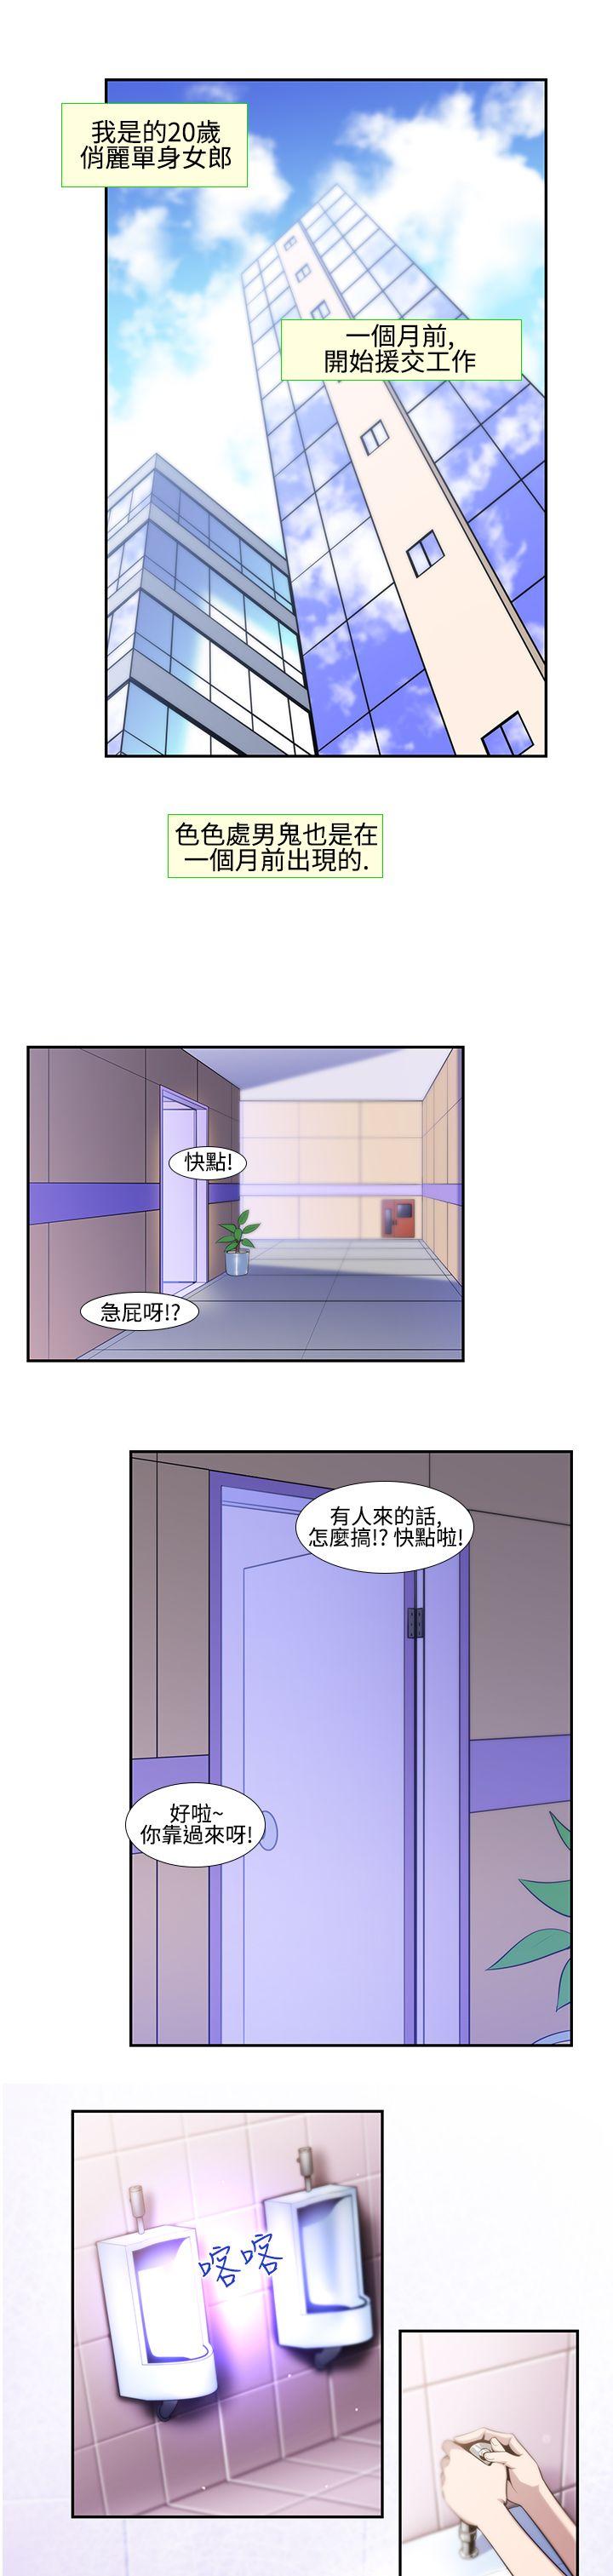 我是的20歲
俏麗單身女郎
一個月前,
開始援交工作
色色處男鬼也是在
一個月前出現的.
快點!
急屁呀!?
有人來的話,
怎麼搞!? 快點啦!
好啦~
你靠過來呀!
喀喀